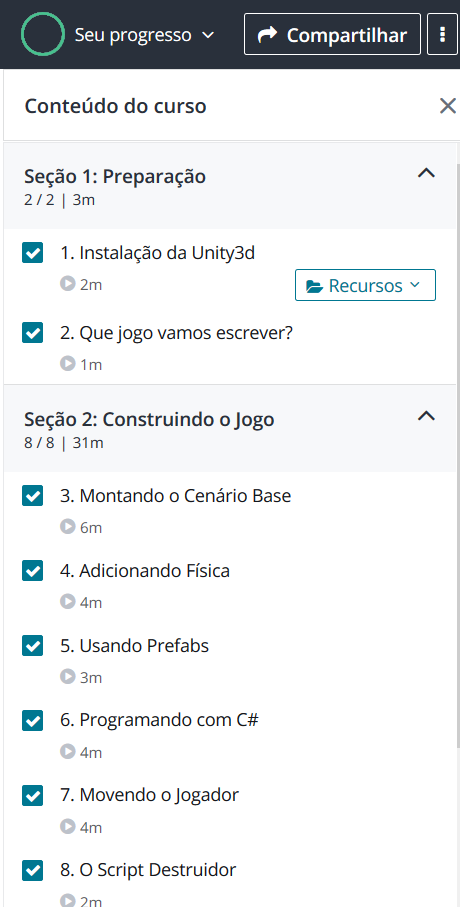 Seu progresso
Compartilhar
Conteúdo do curso
Seção 1: Preparação
2 / 2 | 3m
1. Instalação da Unity3d
2m
Recursos
2. Que jogo vamos escrever?
1m
Seção 2: Construindo o Jogo
8 / 8 | 31m
3. Montando o Cenário Base
6m
4. Adicionando Física
4m
5. Usando Prefabs
3m
6. Programando com C#
4m
7. Movendo o Jogador
4m
8. O Script Destruidor
2m